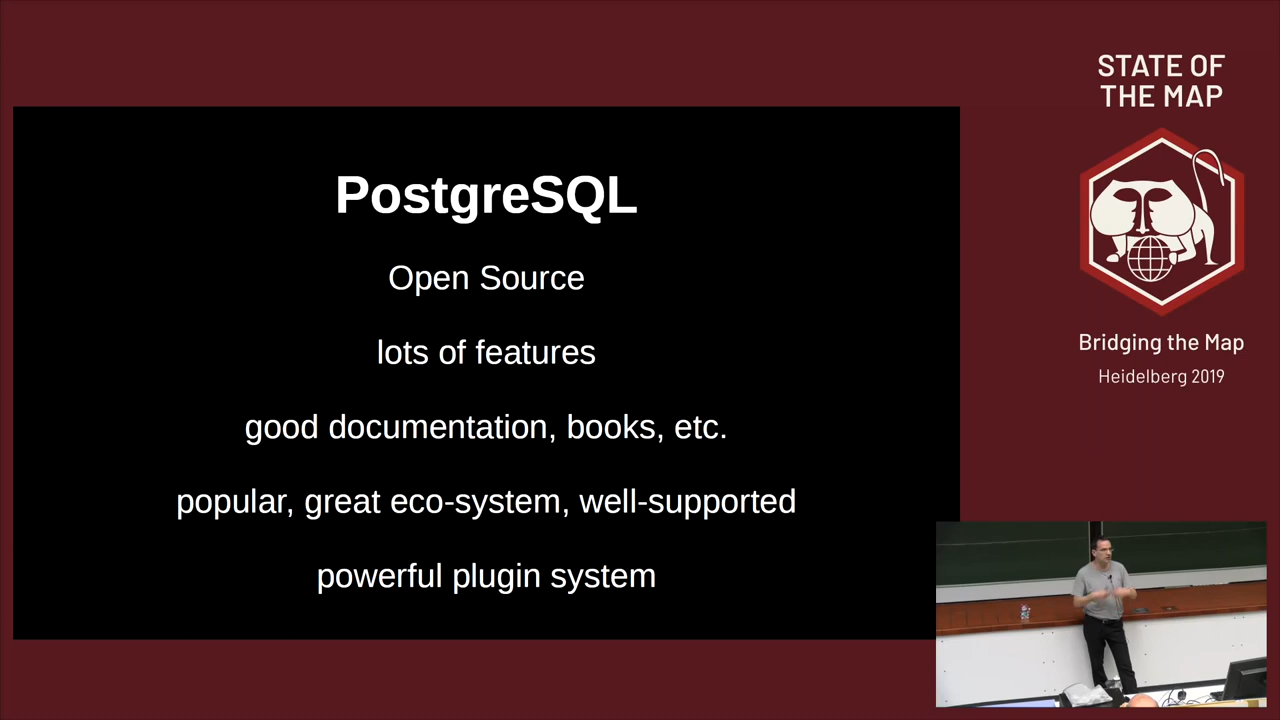 STATE OF
THE MAP
PostgreSQL
Open Source
lots of features
good documentation, books, etc.
popular, great eco-system, well-supported
powerful plugin system
Bridging the Map
Heidelberg 2019